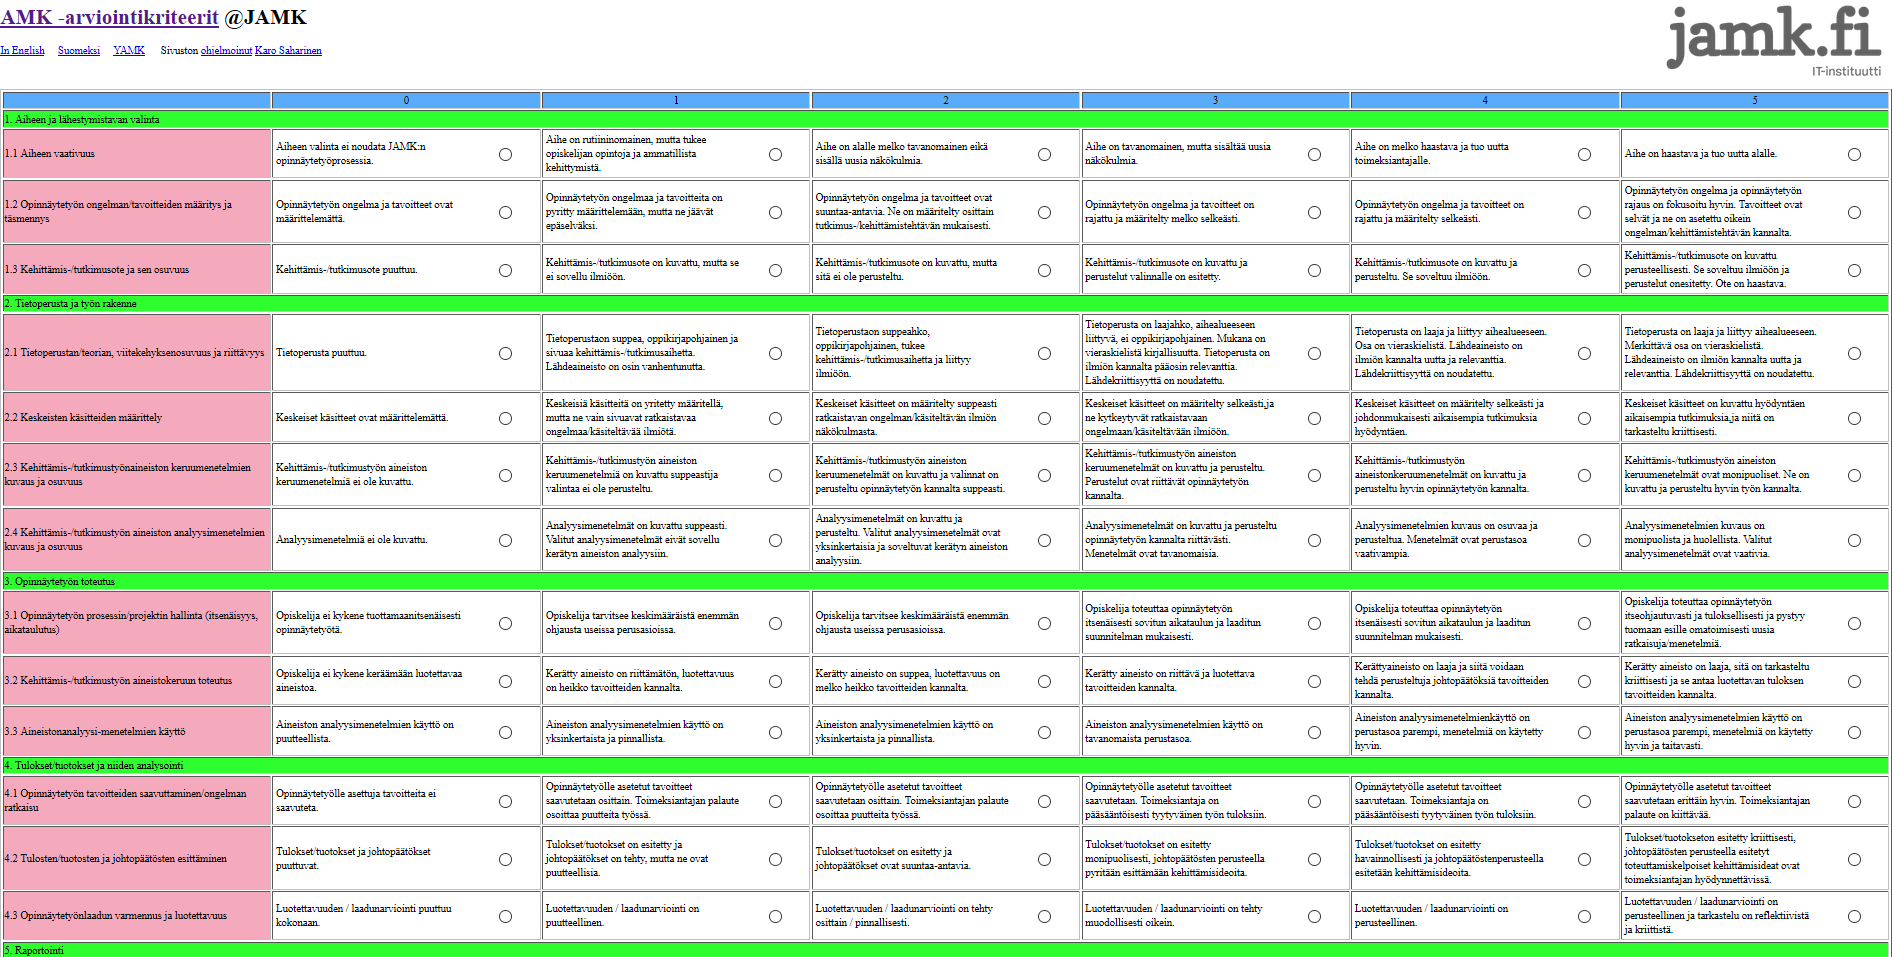 AMK -arviointikriteerit @JAMK
jamk.fi
IT-instituutti
In English Suomeksi YAMK Sivuston ohjelmoinut Karo Saharinen
0 1 2 3 4 5
1. Aiheen ja lähestymistavan valinta
1.1 Aiheen vaativuus
Aiheen valinta ei noudata JAMK:n
opinnäytetyöprosessia.
Aihe on rutiininomainen, mutta tukee
opiskelijan opintoja ja ammatillista
kehittymistä.
Aihe on alalle melko tavanomainen eikä
sisällä uusia näkökulmia.
Aihe on tavanomainen, mutta sisältää uusia
näkökulmia.
Aihe on melko haastava ja tuo uutta
toimeksiantajalle.
Aihe on haastava ja tuo uutta alalle.
1.2 Opinnäytetyön ongelman/tavoitteiden määritys ja
täsmennys
Opinnäytetyön ongelma ja tavoitteet ovat
määrittelemättä.
Opinnäytetyön ongelmaa ja tavoitteita on
pyritty määrittelemään, mutta ne jäävät
epäselväksi.
Opinnäytetyön ongelma ja tavoitteet ovat
suuntaa-antavia. Ne on määritelty osittain
tutkimus-/kehittämistehtävän mukaisesti.
Opinnäytetyön ongelma ja tavoitteet on
rajattu ja määritelty melko selkeästi.
Opinnäytetyön ongelma ja tavoitteet on
rajattu ja määritelty selkeästi.
Opinnäytetyön ongelma ja opinnäytetyön
rajaus on fokusoitu hyvin. Tavoitteet ovat
selvät ja ne on asetettu oikein
ongelman/kehittämistehtävän kannalta.
1.3 Kehittämis-/tutkimusote ja sen osuvuus
Kehittämis-/tutkimusote puuttuu.
Kehittämis-/tutkimusote on kuvattu, mutta se
ei sovellu ilmiöön.
Kehittämis-/tutkimusote on kuvattu, mutta
sitä ei ole perusteltu.
Kehittämis-/tutkimusote on kuvattu ja
perustelut valinnalle on esitetty.
Kehittämis-/tutkimusote on kuvattu ja
perusteltu. Se soveltuu ilmiöön.
Kehittämis-/tutkimusote on kuvattu
perusteellisesti. Se soveltuu ilmiöön ja
perustelut onesitetty. Ote on haastava.
2. Tietoperusta ja työn rakenne
2.1 Tietoperustan/teorian, viitekehyksenosuvuus ja riittävyys
Tietoperusta puuttuu.
Tietoperustaon suppea, oppikirjapohjainen ja
sivuaa kehittämis-/tutkimusaihetta.
Lähdeaineisto on osin vanhentunutta.
Tietoperustaon suppeahko,
oppikirjapohjainen, tukee
kehittämis-/tutkimusaihetta ja liittyy
ilmiöön.
Tietoperusta on laajahko, aihealueeseen
liittyvä, ei oppikirjapohjainen. Mukana on
vieraskielistä kirjallisuutta. Tietoperusta on
ilmiön kannalta pääosin relevanttia.
Lähdekriittisyyttä on noudatettu.
Tietoperusta on laaja ja liittyy aihealueeseen.
Osa on vieraskielistä. Lähdeaineisto on
ilmiön kannalta uutta ja relevanttia.
Lähdekriittisyyttä on noudatettu.
Tietoperusta on laaja ja liittyy aihealueeseen.
Merkittävä osa on vieraskielistä.
Lähdeaineisto on ilmiön kannalta uutta ja
relevanttia. Lähdekriittisyyttä on noudatettu.
2.2 Keskeisten käsitteiden määrittely
Keskeiset käsitteet ovat määrittelemättä.
Keskeisiä käsitteitä on yritetty määritellä,
mutta ne vain sivuavat ratkaistavaa
ongelmaa/käsiteltävää ilmiötä.
Keskeiset käsitteet on määritelty suppeasti
ratkaistavan ongelman/käsiteltävän ilmiön
näkökulmasta.
Keskeiset käsitteet on määritelty selkeästi,ja
ne kytkeytyvät ratkaistavaan
ongelmaan/käsiteltävään ilmiöön.
Keskeiset käsitteet on määritelty selkeästi ja
johdonmukaisesti aikaisempia tutkimuksia
hyödyntäen.
Keskeiset käsitteet on kuvattu hyödyntäen
aikaisempia tutkimuksia,ja niitä on
tarkasteltu kriittisesti.
2.3 Kehittämis-/tutkimustyönaineiston keruumenetelmien
kuvaus ja osuvuus
Kehittämis-/tutkimustyön aineiston
keruumenetelmiä ei ole kuvattu.
Kehittämis-/tutkimustyön aineiston
keruumenetelmiä on kuvattu suppeastija
valintaa ei ole perusteltu.
Kehittämis-/tutkimustyön aineiston
keruumenetelmät on kuvattu ja valinnat on
perusteltu opinnäytetyön kannalta suppeasti.
Kehittämis-/tutkimustyön aineiston
keruumenetelmät on kuvattu ja perusteltu.
Perustelut ovat riittävät opinnäytetyön
kannalta.
Kehittämis-/tutkimustyön
aineistonkeruumenetelmät on kuvattu ja
perusteltu hyvin opinnäytetyön kannalta.
Kehittämis-/tutkimustyön aineiston
keruumenetelmät ovat monipuoliset. Ne on
kuvattu ja perusteltu hyvin työn kannalta.
2.4 Kehittämis-/tutkimustyön aineiston analyysimenetelmien
kuvaus ja osuvuus
Analyysimenetelmiä ei ole kuvattu.
Analyysimenetelmät on kuvattu suppeasti.
Valitut analyysimenetelmät eivät sovellu
kerätyn aineiston analyysiin.
Analyysimenetelmät on kuvattu ja
perusteltu. Valitut analyysimenetelmät ovat
yksinkertaisia ja soveltuvat kerätyn aineiston
analyysiin.
Analyysimenetelmät on kuvattu ja perusteltu
opinnäytetyön kannalta riittävästi.
Menetelmät ovat tavanomaisia.
Analyysimenetelmien kuvaus on osuvaa ja
perusteltua. Menetelmät ovat perustasoa
vaativampia.
Analyysimenetelmien kuvaus on
monipuolista ja huolellista. Valitut
analyysimenetelmät ovat vaativia.
3. Opinnäytetyön toteutus
3.1 Opinnäytetyön prosessin/projektin hallinta (itsenäisyys,
aikataulutus)
Opiskelija ei kykene tuottamaanitsenäisesti
opinnäytetyötä.
Opiskelija tarvitsee keskimääräistä enemmän
ohjausta useissa perusasioissa.
Opiskelija tarvitsee keskimääräistä enemmän
ohjausta useissa perusasioissa.
Opiskelija toteuttaa opinnäytetyön
itsenäisesti sovitun aikataulun ja laaditun
suunnitelman mukaisesti.
Opiskelija toteuttaa opinnäytetyön
itsenäisesti sovitun aikataulun ja laaditun
suunnitelman mukaisesti.
Opiskelija toteuttaa opinnäytetyön
itseohjautuvasti ja tuloksellisesti ja pystyy
tuomaan esille omatoimisesti uusia
ratkaisuja/menetelmiä.
3.2 Kehittämis-/tutkimustyön aineistokeruun toteutus
Opiskelija ei kykene keräämään luotettavaa
aineistoa.
Kerätty aineisto on riittämätön, luotettavuus
on heikko tavoitteiden kannalta.
Kerätty aineisto on suppea, luotettavuus on
melko heikko tavoitteiden kannalta.
Kerätty aineisto on riittävä ja luotettava
tavoitteiden kannalta.
Kerättyaineisto on laaja ja siitä voidaan
tehdä perusteltuja johtopäätöksiä tavoitteiden
kannalta.
Kerätty aineisto on laaja, sitä on tarkasteltu
kriittisesti ja se antaa luotettavan tuloksen
tavoitteiden kannalta.
3.3 Aineistonanalyysi-menetelmien käyttö
Aineiston analyysimenetelmien käyttö on
puutteellista.
Aineiston analyysimenetelmien käyttö on
yksinkertaista ja pinnallista.
Aineiston analyysimenetelmien käyttö on
yksinkertaista ja pinnallista.
Aineiston analyysimenetelmien käyttö on
tavanomaista perustasoa.
Aineiston analyysimenetelmienkäyttö on
perustasoa parempi, menetelmiä on käytetty
hyvin.
Aineiston analyysimenetelmien käyttö on
perustasoa parempi, menetelmiä on käytetty
hyvin ja taitavasti.
4. Tulokset/tuotokset ja niiden analysointi
4.1 Opinnäytetyön tavoitteiden saavuttaminen/ongelman
ratkaisu
Opinnäytetyölle asettuja tavoitteita ei
saavuteta.
Opinnäytetyölle asetetut tavoitteet
saavutetaan osittain. Toimeksiantajan palaute
osoittaa puutteita työssä.
Opinnäytetyölle asetetut tavoitteet
saavutetaan osittain. Toimeksiantajan palaute
osoittaa puutteita työssä.
Opinnäytetyölle asetetut tavoitteet
saavutetaan. Toimeksiantaja on
pääsääntöisesti tyytyväinen työn tuloksiin.
Opinnäytetyölle asetetut tavoitteet
saavutetaan. Toimeksiantaja on
pääsääntöisesti tyytyväinen työn tuloksiin.
Opinnäytetyölle asetetut tavoitteet
saavutetaan erittäin hyvin. Toimeksiantajan
palaute on kiittävää.
4.2 Tulosten/tuotosten ja johtopäätösten esittäminen
Tulokset/tuotokset ja johtopäätökset
puuttuvat.
Tulokset/tuotokset on esitetty ja
johtopäätökset on tehty, mutta ne ovat
puutteellisia.
Tulokset/tuotokset on esitetty ja
johtopäätökset ovat suuntaa-antavia.
Tulokset/tuotokset on esitetty
monipuolisesti, johtopäätösten perusteella
pyritään esittämään kehittämisideoita.
Tulokset/tuotokset on esitetty
havainnollisesti ja johtopäätöstenperusteella
esitetään kehittämisideoita.
Tulokset/tuotokseton esitetty kriittisesti,
johtopäätösten perusteella esitetyt
toteuttamiskelpoiset kehittämisideat ovat
toimeksiantajan hyödynnettävissä.
4.3 Opinnäytetyönlaadun varmennus ja luotettavuus
Luotettavuuden / laadunarviointi puuttuu
kokonaan.
Luotettavuuden / laadunarviointi on
puutteellinen.
Luotettavuuden / laadunarviointi on tehty
osittain / pinnallisesti.
Luotettavuuden / laadunarviointi on tehty
muodollisesti oikein.
Luotettavuuden / laadunarviointi on
perusteellinen.
Luotettavuuden / laadunarviointi on
perusteellinen ja tarkastelu on reflektiivistä
ja kriittistä.
5. Raportointi